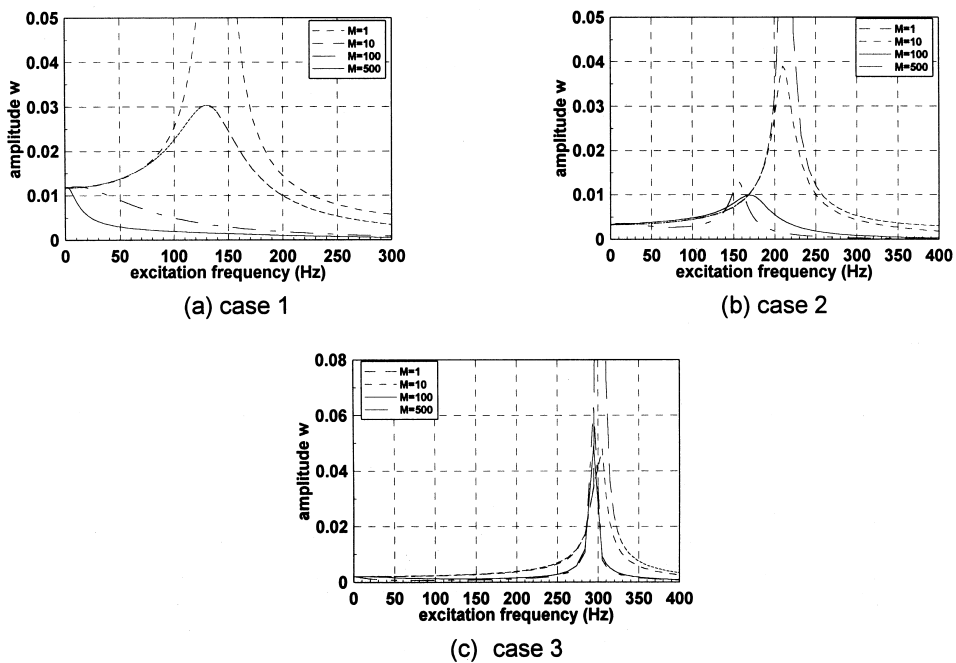 0.05
0.04
0.03
0.02
0.01
0
amplitude w
M=1
M=10
M=100
M=500
0 50 100 150 200 250 300
excitation frequency (Hz)
(a) case 1
0.05
0.04
0.03
0.02
0.01
0
amplitude w
M=1
M=10
M=100
M=500
0 50 100 150 200 250 300 350 400
excitation frequency (Hz)
(b) case 2
0.08
0.06
0.04
0.02
0
amplitude w
M=1
M=10
M=100
M=500
0 50 100 150 200 250 300 350 400
excitation frequency (Hz)
(c) case 3